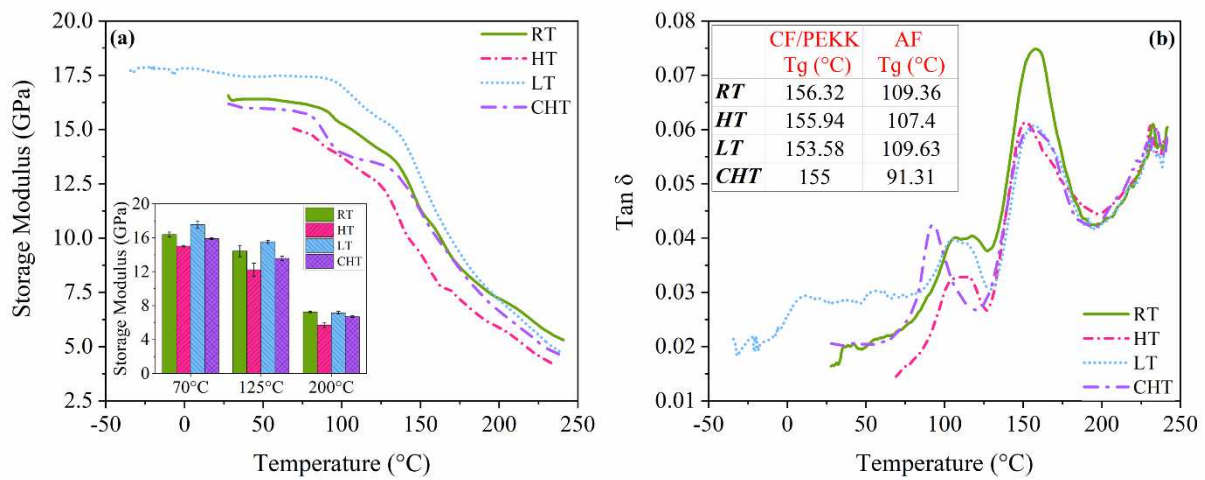 (a)
20.0
17.5
15.0
12.5
10.0
7.5
5.0
2.5
Storage Modulus (GPa)
-50 0 50 100 150 200 250
Temperature (°C)
RT
HT
LT
CHT
20
16
12
8
4
0
Storage Modulus (GPa)
RT
HT
LT
CHT
70°C 125°C 200°C
(b)
0.08
0.07
0.06
0.05
0.04
0.03
0.02
0.01
Tan δ
-50 0 50 100 150 200 250
Temperature (°C)
CF/PEKK AF
Tg (°C) Tg (°C)
RT 156.32 109.36
HT 155.94 107.4
LT 153.58 109.63
CHT 155 91.31
RT
HT
LT
CHT